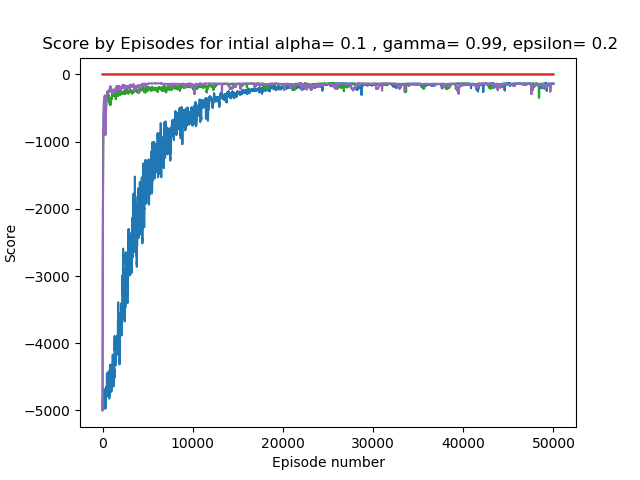 Score by Episodes for intial alpha= 0.1 , gamma= 0.99, epsilon= 0.2
0
−1000
−2000
−3000
−4000
−5000
Score
0 10000 20000 30000 40000 50000
Episode number